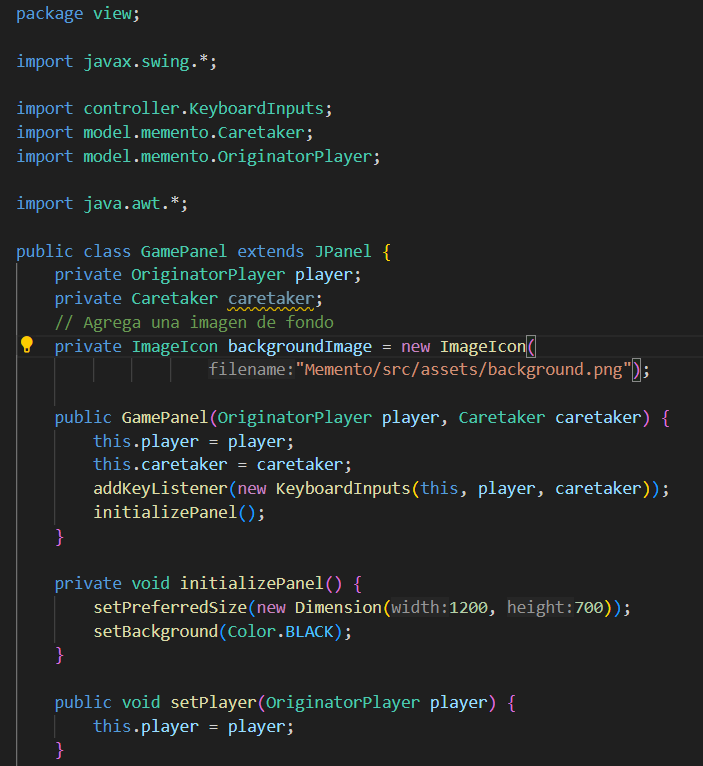 package view;
import javax.swing.*;
import controller.KeyboardInputs;
import model.memento.Caretaker;
import model.memento.OriginatorPlayer;
import java.awt.*;
public class GamePanel extends JPanel {
private OriginatorPlayer player;
private Caretaker caretaker;
// Agrega una imagen de fondo
private ImageIcon backgroundImage = new ImageIcon(
filename:"Memento/src/assets/background.png");
public GamePanel(OriginatorPlayer player, Caretaker caretaker) {
this.player = player;
this.caretaker = caretaker;
addKeyListener(new KeyboardInputs(this, player, caretaker));
initializePanel();
}
private void initializePanel() {
setPreferredSize(new Dimension(width:1200, height:700));
setBackground(Color.BLACK);
}
public void setPlayer(OriginatorPlayer player) {
this.player = player;
}